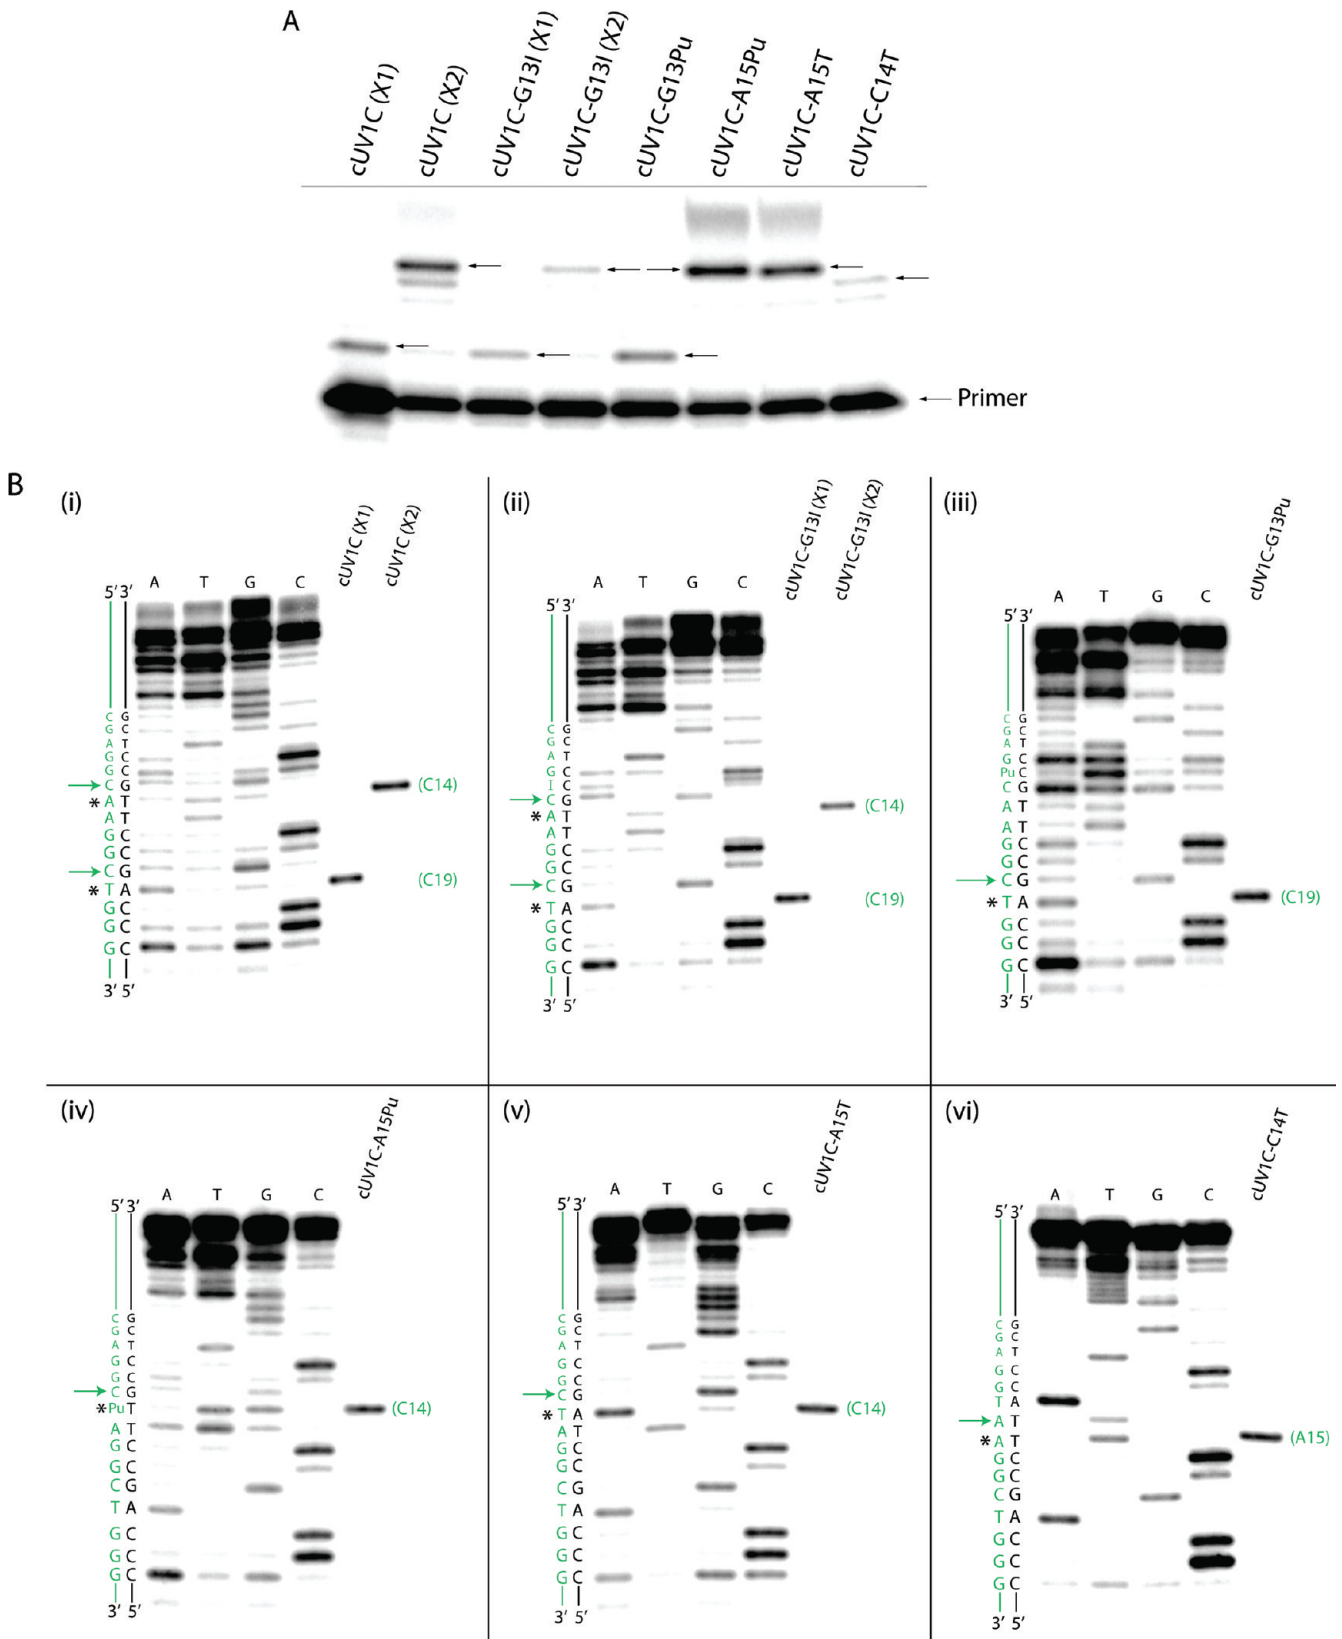 A
cUV1C (X1)
cUV1C (X2)
cUV1C-G13I (X1)
cUV1C-G13I (X2)
cUV1C-G13Pu
cUV1C-A15Pu
cUV1C-A15T
cUV1C-C14T
Primer
B
(i)
cUV1C (X1)
cUV1C (X2)
5' 3' A T G C
C G
G C
A T
G C
G C
C G (C14)
* A T
A T
G C
G C
C G (C19)
* T A
G C
G C
G C
3' 5'
(ii)
cUV1C-G13I (X1)
cUV1C-G13I (X2)
5' 3' A T G C
C G
G C
A T
G C
I C
C G (C14)
* A T
A T
G C
G C
C G (C19)
* T A
G C
G C
G C
3' 5'
(iii)
cUV1C-G13Pu
5' 3' A T G C
C G
G C
A T
G C
Pu C
C G
A T
A T
G C
G C
C G (C19)
* T A
G C
G C
G C
3' 5'
(iv)
cUV1C-A15Pu
5' 3' A T G C
C G
G C
A T
G C
G C
C G (C14)
* Pu T
A T
G C
G C
C G
T A
G C
G C
G C
3' 5'
(v)
cUV1C-A15T
5' 3' A T G C
C G
G C
A T
G C
G C
C G (C14)
* T A
A T
G C
G C
C G
T A
G C
G C
G C
3' 5'
(vi)
cUV1C-C14T
5' 3' A T G C
C G
G C
A T
G C
G C
T A
A T (A15)
* A T
G C
G C
C G
T A
G C
G C
G C
3' 5'